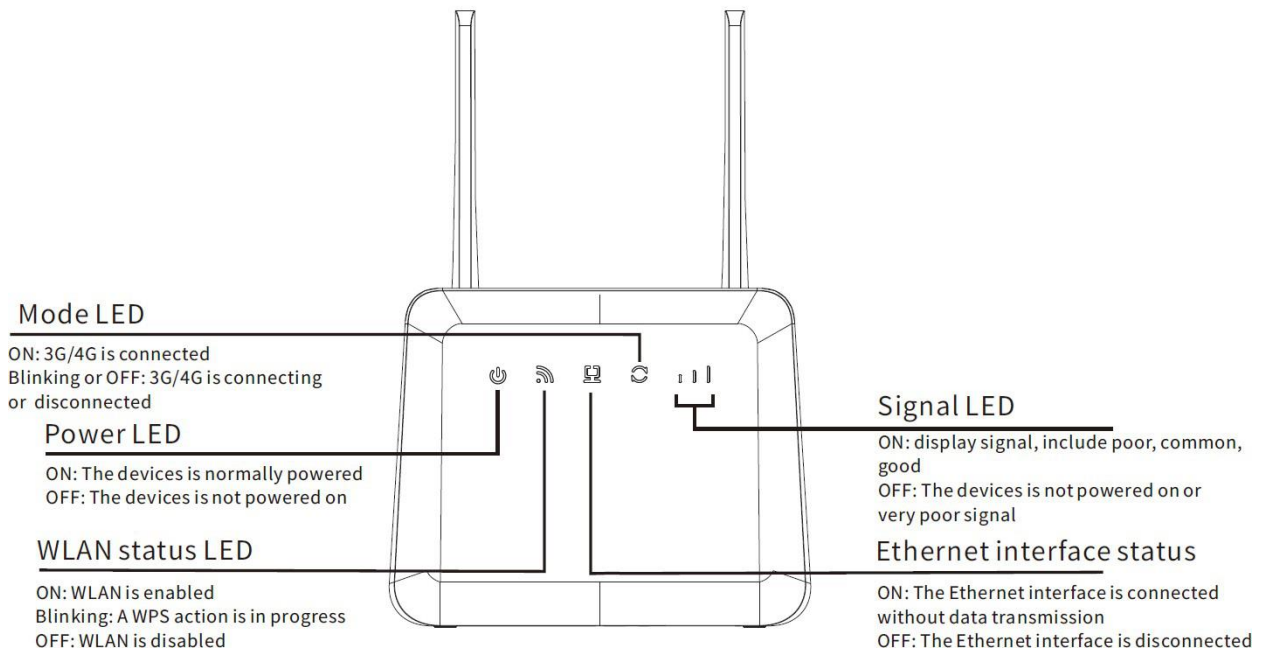 Mode LED
ON: 3G/4G is connected
Blinking or OFF: 3G/4G is connecting
or disconnected
Power LED
ON: The devices is normally powered
OFF: The devices is not powered on
WLAN status LED
ON: WLAN is enabled
Blinking: A WPS action is in progress
OFF: WLAN is disabled
Signal LED
ON: display signal, include poor, common,
good
OFF: The devices is not powered on or
very poor signal
Ethernet interface status
ON: The Ethernet interface is connected
without data transmission
OFF: The Ethernet interface is disconnected